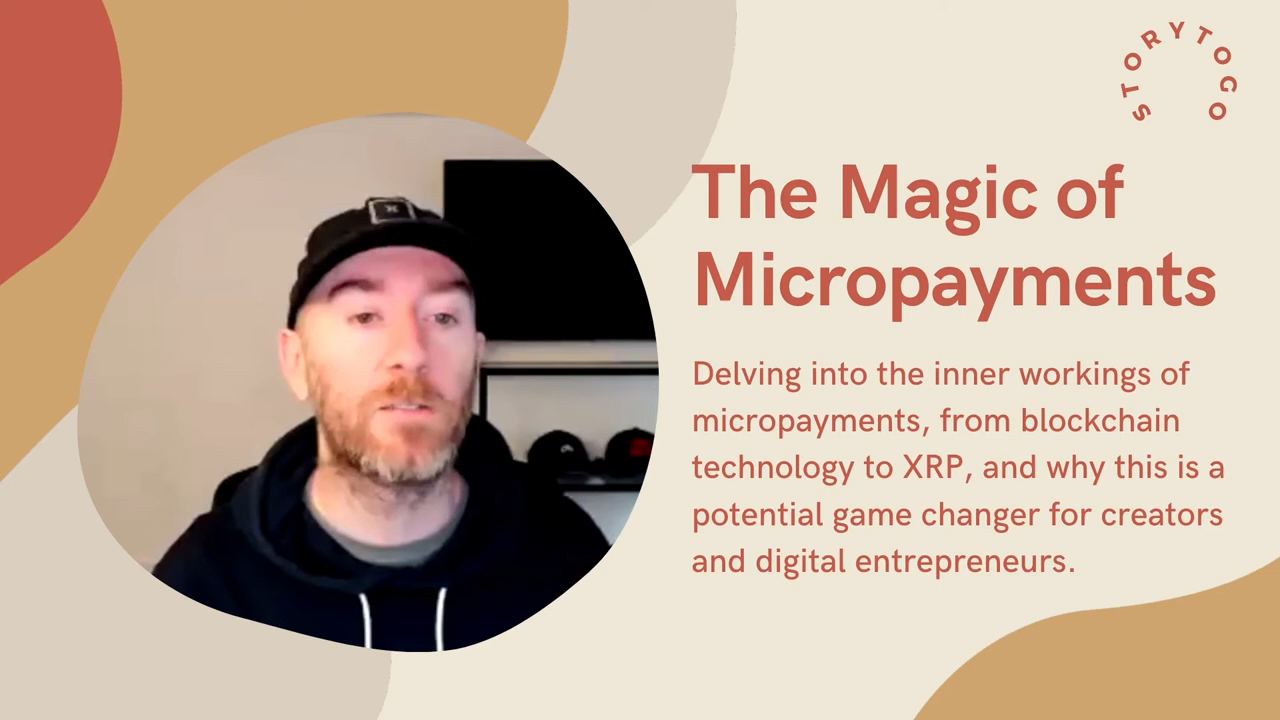 STORYTOGO
The Magic of
Micropayments
Delving into the inner workings of
micropayments, from blockchain
technology to XRP, and why this is a
potential game changer for creators
and digital entrepreneurs.